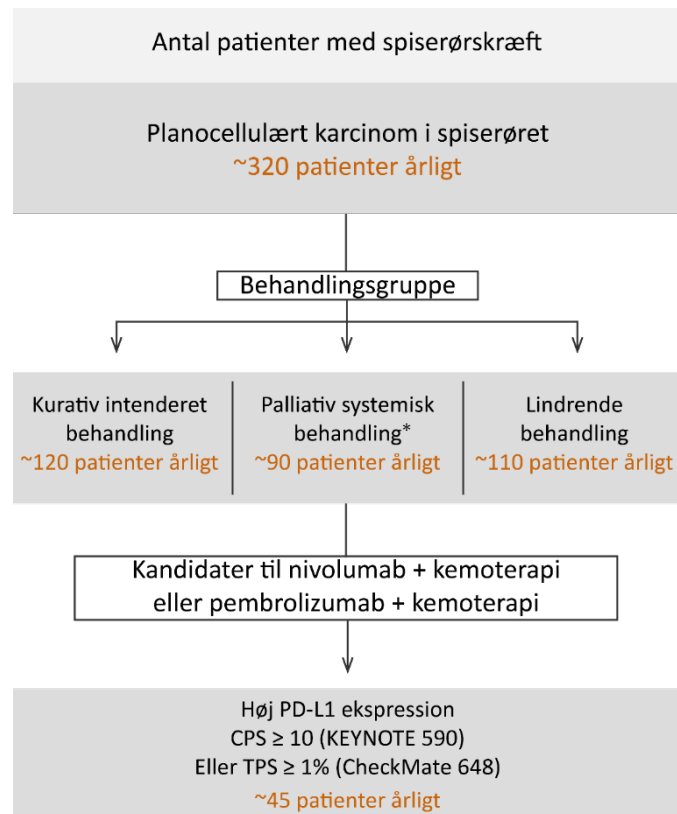 Antal patienter med spiserørskræft
Planocellulært karcinom i spiserøret
~320 patienter årligt
Behandlingsgruppe
Kurativ intenderet
behandling
~120 patienter årligt
Palliativ systemisk
behandling*
~90 patienter årligt
Lindrende
behandling
~110 patienter årligt
Kandidater til nivolumab + kemoterapi
eller pembrolizumab + kemoterapi
Høj PD-L1 ekspression
CPS ≥ 10 (KEYNOTE 590)
Eller TPS ≥ 1% (CheckMate 648)
~45 patienter årligt